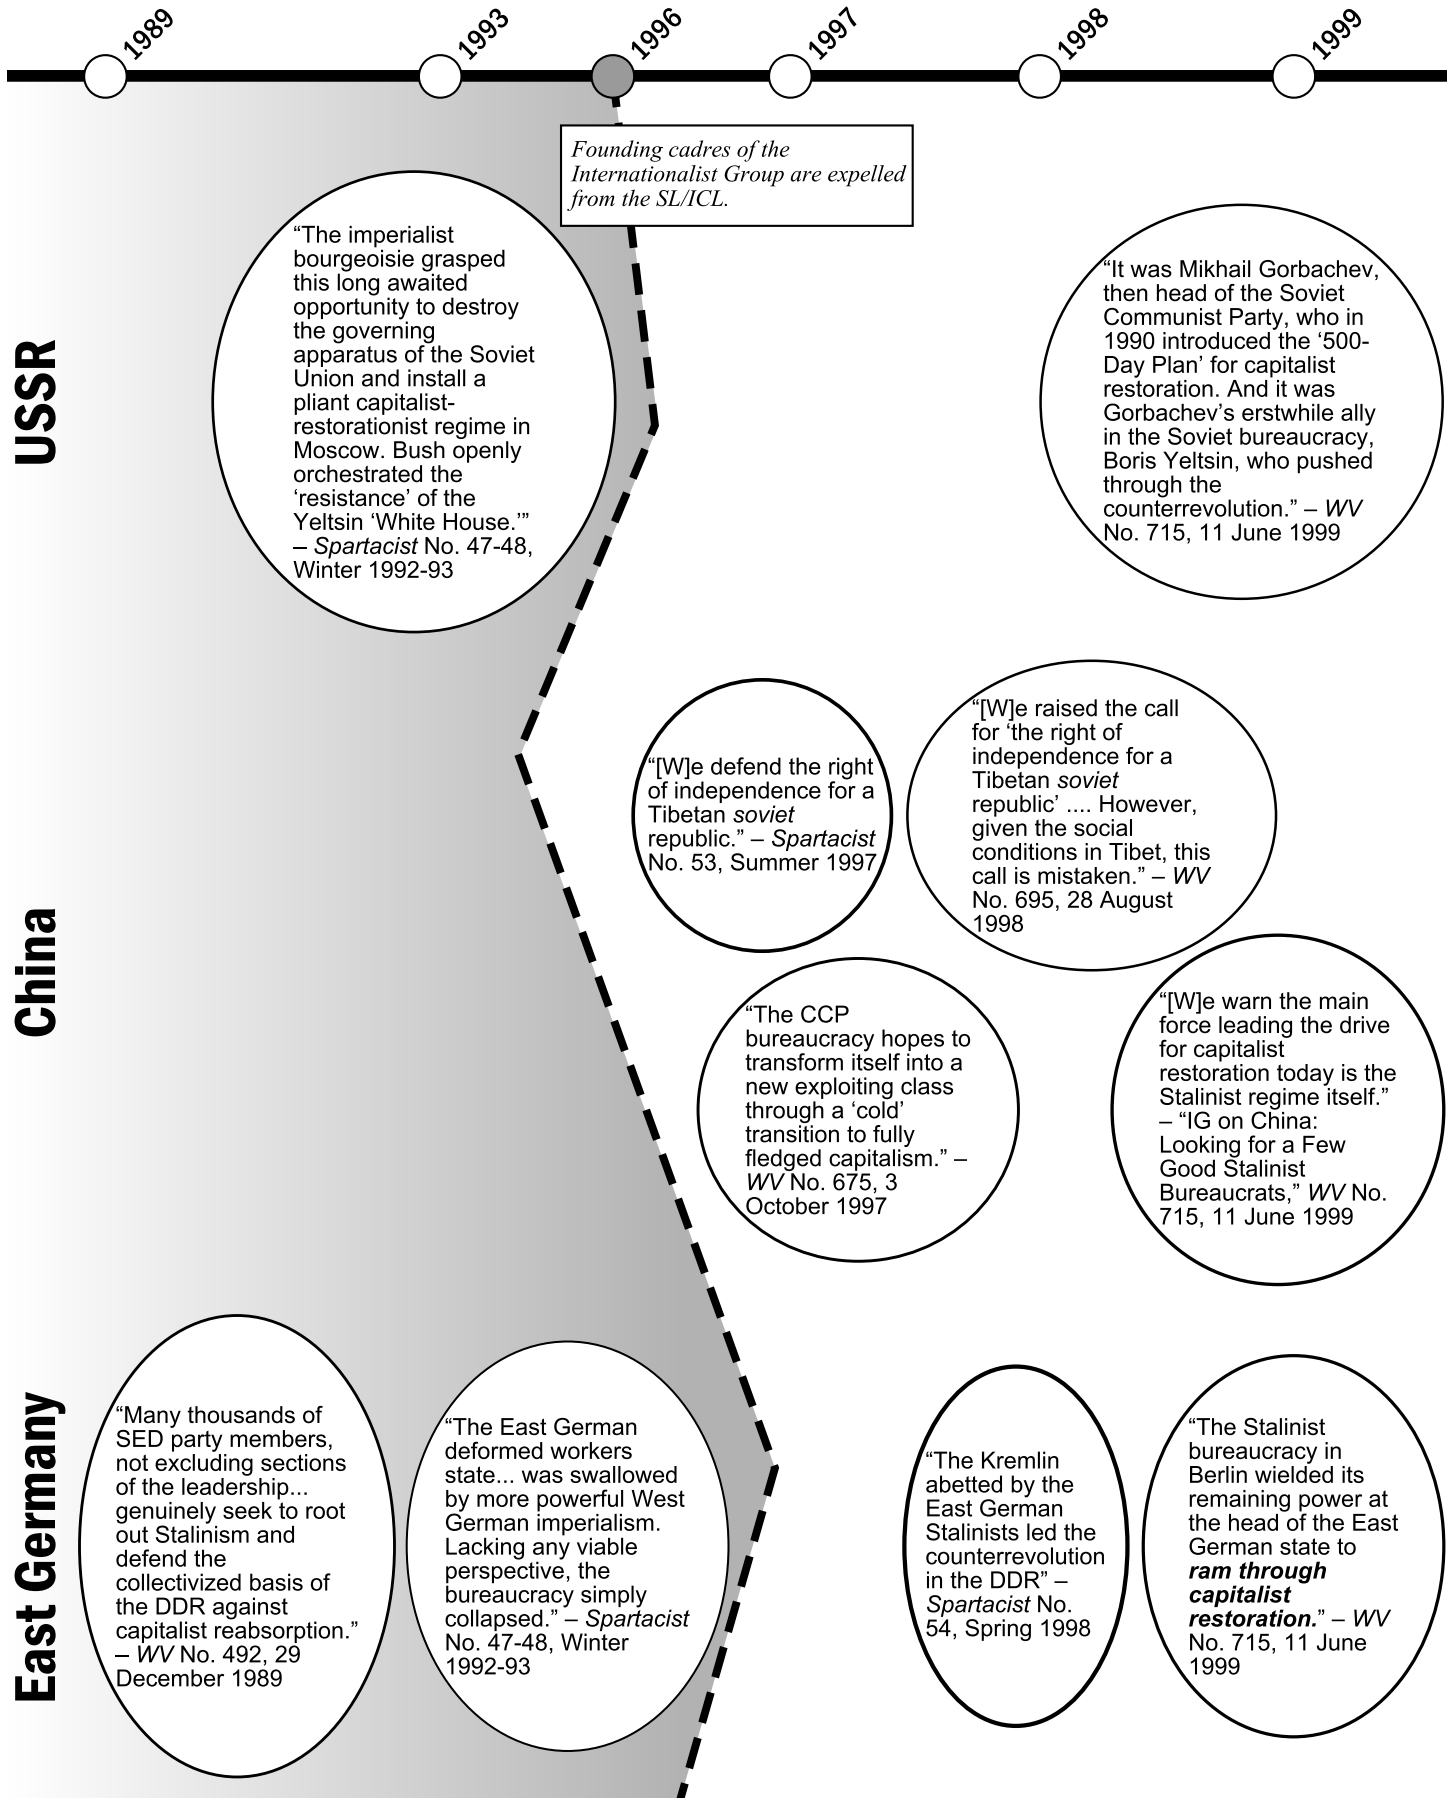 1989
1993
1996
1997
1998
1999
Founding cadres of the
Internationalist Group are expelled
from the SL/ICL.
USSR
“The imperialist
bourgeoisie grasped
this long awaited
opportunity to destroy
the governing
apparatus of the Soviet
Union and install a
pliant capitalist-
restorationist regime in
Moscow. Bush openly
orchestrated the
‘resistance’ of the
Yeltsin ‘White House.’”
– Spartacist No. 47-48,
Winter 1992-93
“It was Mikhail Gorbachev,
then head of the Soviet
Communist Party, who in
1990 introduced the ‘500-
Day Plan’ for capitalist
restoration. And it was
Gorbachev’s erstwhile ally
in the Soviet bureaucracy,
Boris Yeltsin, who pushed
through the
counterrevolution.” – WV
No. 715, 11 June 1999
China
“[W]e defend the right
of independence for a
Tibetan soviet
republic.” – Spartacist
No. 53, Summer 1997
“[W]e raised the call
for ‘the right of
independence for a
Tibetan soviet
republic’ .... However,
given the social
conditions in Tibet, this
call is mistaken.” – WV
No. 695, 28 August
1998
“The CCP
bureaucracy hopes to
transform itself into a
new exploiting class
through a ‘cold’
transition to fully
fledged capitalism.” –
WV No. 675, 3
October 1997
“[W]e warn the main
force leading the drive
for capitalist
restoration today is the
Stalinist regime itself.”
– “IG on China:
Looking for a Few
Good Stalinist
Bureaucrats,” WV No.
715, 11 June 1999
East Germany
“Many thousands of
SED party members,
not excluding sections
of the leadership...
genuinely seek to root
out Stalinism and
defend the
collectivized basis of
the DDR against
capitalist reabsorption.”
– WV No. 492, 29
December 1989
“The East German
deformed workers
state... was swallowed
by more powerful West
German imperialism.
Lacking any viable
perspective, the
bureaucracy simply
collapsed.” – Spartacist
No. 47-48, Winter
1992-93
“The Kremlin
abetted by the
East German
Stalinists led the
counterrevolution
in the DDR” –
Spartacist No.
54, Spring 1998
“The Stalinist
bureaucracy in
Berlin wielded its
remaining power at
the head of the East
German state to
ram through
capitalist
restoration.” – WV
No. 715, 11 June
1999